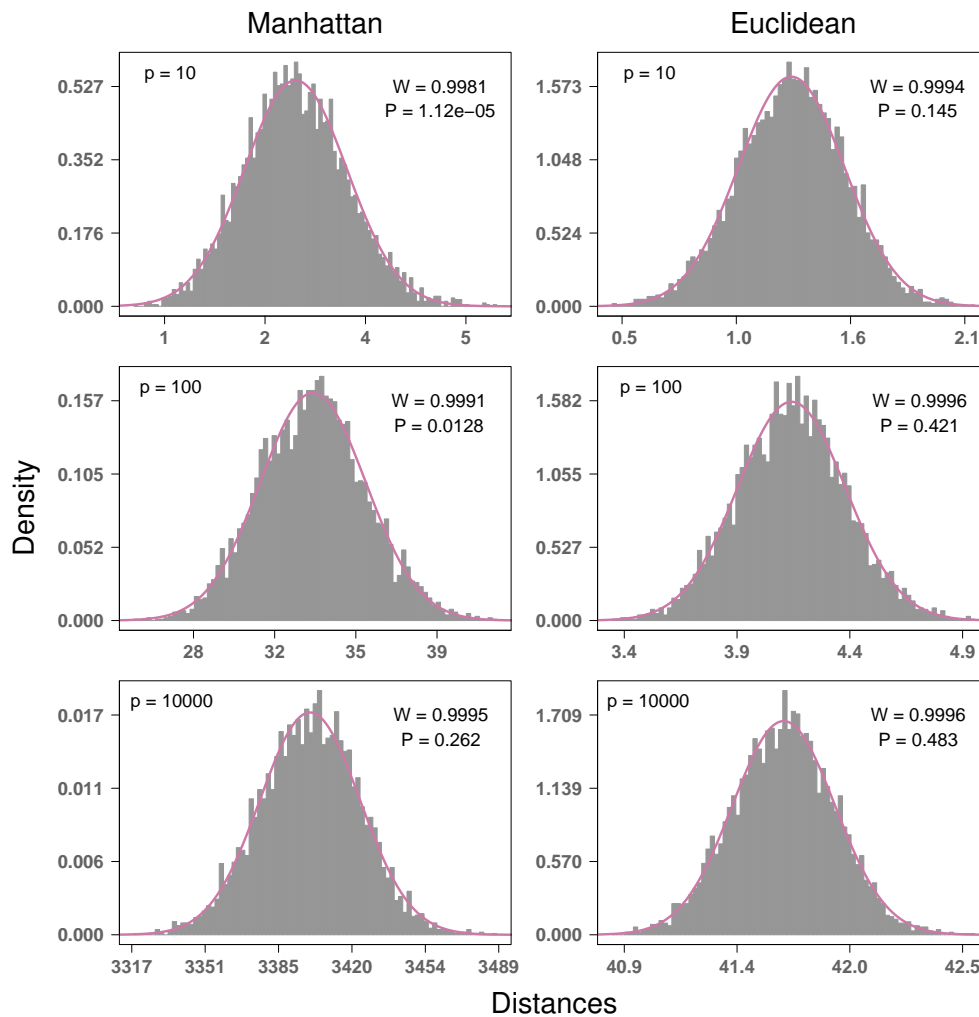 Manhattan
Euclidean
p = 10
W = 0.9981
P = 1.12e−05
0.527
0.352
0.176
0.000
1 2 4 5
p = 10
W = 0.9994
P = 0.145
1.573
1.048
0.524
0.000
0.5 1.0 1.6 2.1
p = 100
W = 0.9991
P = 0.0128
0.157
0.105
0.052
0.000
28 32 35 39
p = 100
W = 0.9996
P = 0.421
1.582
1.055
0.527
0.000
3.4 3.9 4.4 4.9
p = 10000
W = 0.9995
P = 0.262
0.017
0.011
0.006
0.000
3317 3351 3385 3420 3454 3489
p = 10000
W = 0.9996
P = 0.483
1.709
1.139
0.570
0.000
40.9 41.4 42.0 42.5
Density
Distances